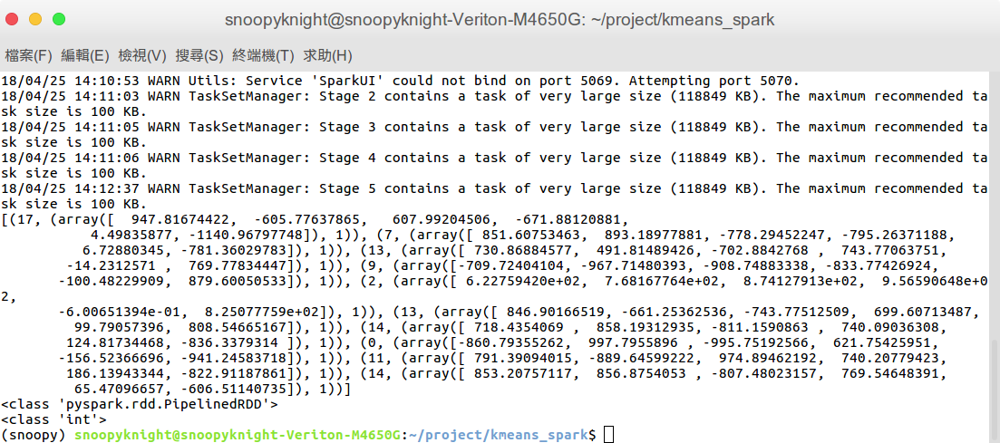 snoopyknight@snoopyknight-Veriton-M4650G: ~/project/kmeans_spark
檔案(F) 編輯(E) 檢視(V) 搜尋(S) 終端機(T) 求助(H)
18/04/25 14:10:53 WARN Utils: Service 'SparkUI' could not bind on port 5069. Attempting port 5070.
18/04/25 14:11:03 WARN TaskSetManager: Stage 2 contains a task of very large size (118849 KB). The maximum recommended ta
sk size is 100 KB.
18/04/25 14:11:05 WARN TaskSetManager: Stage 3 contains a task of very large size (118849 KB). The maximum recommended ta
sk size is 100 KB.
18/04/25 14:11:06 WARN TaskSetManager: Stage 4 contains a task of very large size (118849 KB). The maximum recommended ta
sk size is 100 KB.
18/04/25 14:12:37 WARN TaskSetManager: Stage 5 contains a task of very large size (118849 KB). The maximum recommended ta
sk size is 100 KB.
[(17, (array([  947.81674422,  -605.77637865,   607.99204506,  -671.88120881,
           4.49835877, -1140.96797748]), 1)), (7, (array([ 851.60753463,  893.18977881, -778.29452247, -795.26371188,
          6.72880345, -781.36029783]), 1)), (13, (array([ 730.86884577,  491.81489426, -702.8842768 ,  743.77063751,
        -14.2312571 ,  769.77834447]), 1)), (9, (array([-709.72404104, -967.71480393, -908.74883338, -833.77426924,
       -100.48229909,  879.60050533]), 1)), (2, (array([ 6.22759420e+02,  7.68167764e+02,  8.74127913e+02,  9.56590648e+0
2,
       -6.00651394e-01,  8.25077759e+02]), 1)), (13, (array([ 846.90166519, -661.25362536, -743.77512509,  699.60713487,
         99.79057396,  808.54665167]), 1)), (14, (array([ 718.4354069 ,  858.19312935, -811.1590863 ,  740.09036308,
        124.81734468, -836.3379314 ]), 1)), (0, (array([-860.79355262,  997.7955896 , -995.75192566,  621.75425951,
       -156.52366696, -941.24583718]), 1)), (11, (array([ 791.39094015, -889.64599222,  974.89462192,  740.20779423,
        186.13943344, -822.91187861]), 1)), (14, (array([ 853.20757117,  856.8754053 , -807.48023157,  769.54648391,
         65.47096657, -606.51140735]), 1))]
<class 'pyspark.rdd.PipelinedRDD'>
<class 'int'>
(snoopy) snoopyknight@snoopyknight-Veriton-M4650G:~/project/kmeans_spark$